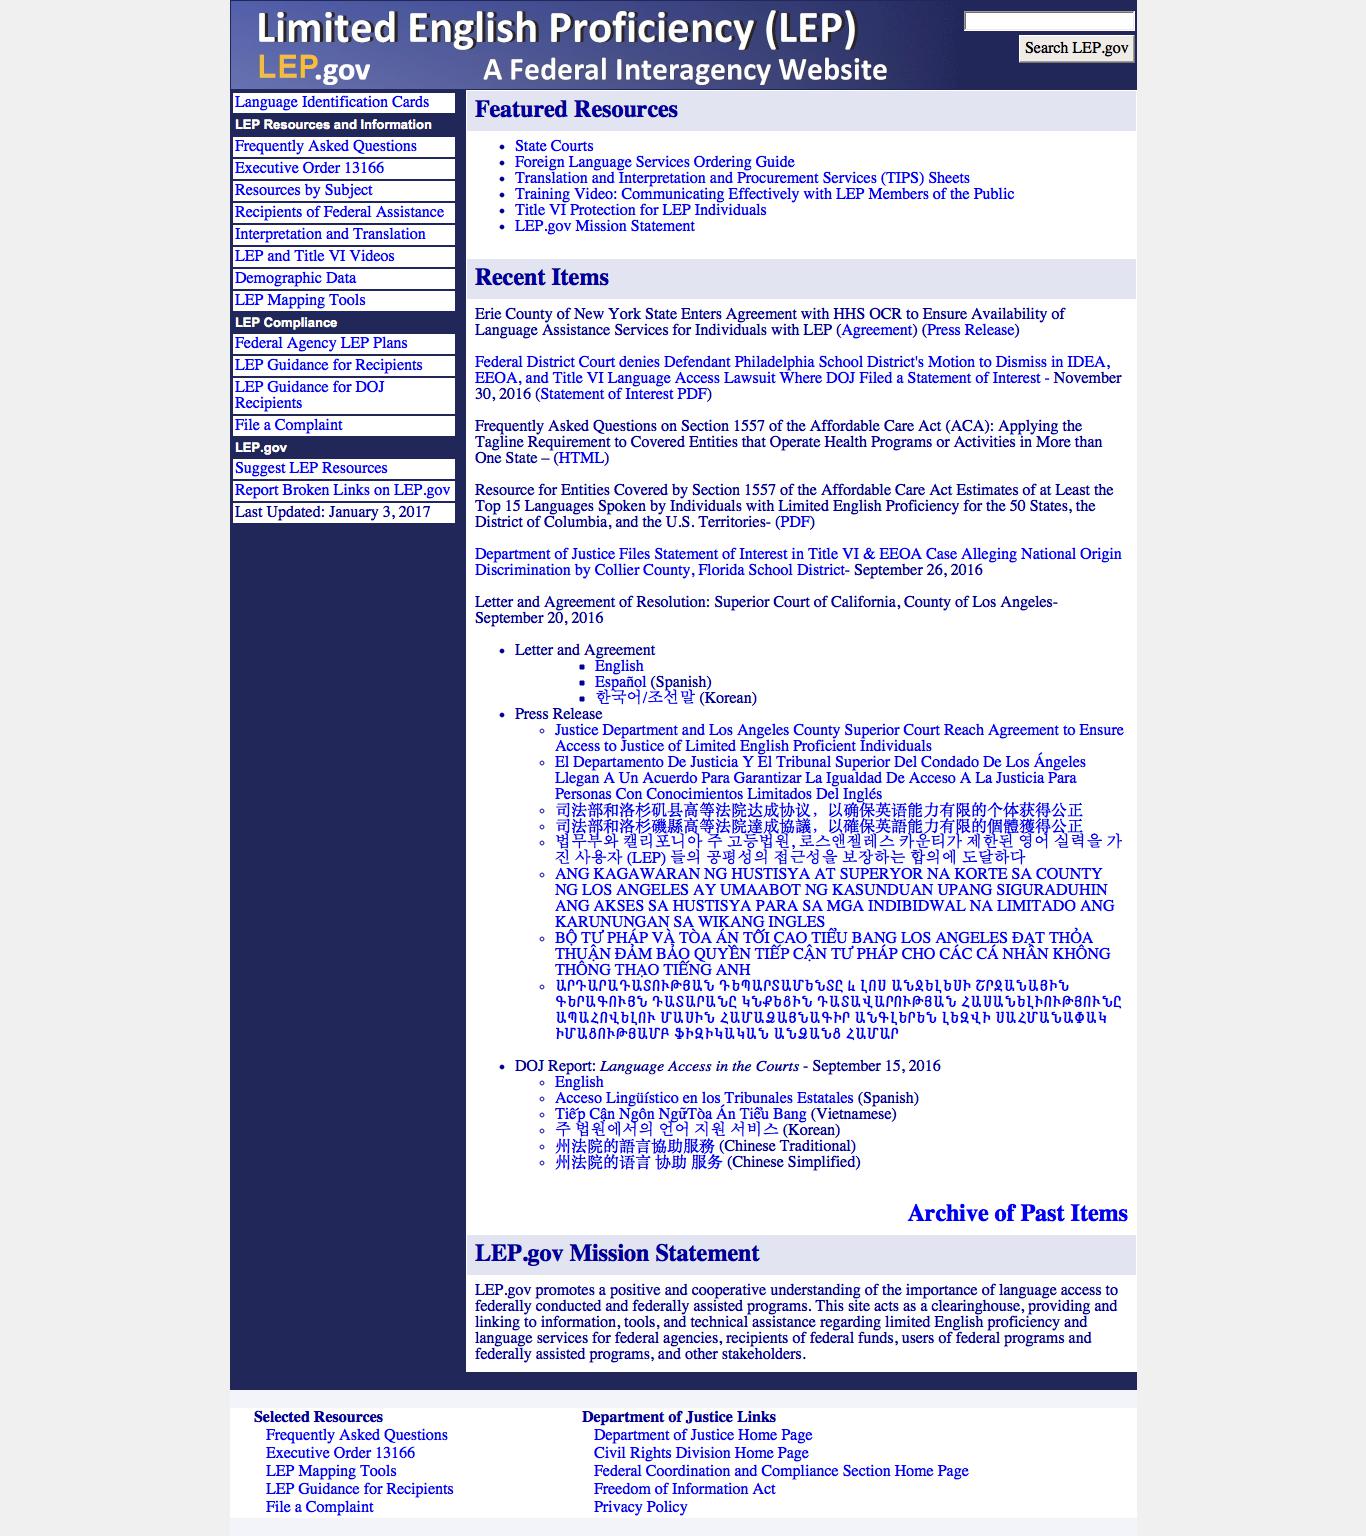 Limited English Proficiency (LEP)
LEP.gov
A Federal Interagency Website
Search LEP.gov
Language Identification Cards
LEP Resources and Information
Frequently Asked Questions
Executive Order 13166
Resources by Subject
Recipients of Federal Assistance
Interpretation and Translation
LEP and Title VI Videos
Demographic Data
LEP Mapping Tools
LEP Compliance
Federal Agency LEP Plans
LEP Guidance for Recipients
LEP Guidance for DOJ
Recipients
File a Complaint
LEP.gov
Suggest LEP Resources
Report Broken Links on LEP.gov
Last Updated: January 3, 2017
Featured Resources
State Courts
Foreign Language Services Ordering Guide
Translation and Interpretation and Procurement Services (TIPS) Sheets
Training Video: Communicating Effectively with LEP Members of the Public
Title VI Protection for LEP Individuals
LEP.gov Mission Statement
Recent Items
Erie County of New York State Enters Agreement with HHS OCR to Ensure Availability of
Language Assistance Services for Individuals with LEP (Agreement) (Press Release)
Federal District Court denies Defendant Philadelphia School District's Motion to Dismiss in IDEA,
EEOA, and Title VI Language Access Lawsuit Where DOJ Filed a Statement of Interest - November
30, 2016 (Statement of Interest PDF)
Frequently Asked Questions on Section 1557 of the Affordable Care Act (ACA): Applying the
Tagline Requirement to Covered Entities that Operate Health Programs or Activities in More than
One State – (HTML)
Resource for Entities Covered by Section 1557 of the Affordable Care Act Estimates of at Least the
Top 15 Languages Spoken by Individuals with Limited English Proficiency for the 50 States, the
District of Columbia, and the U.S. Territories- (PDF)
Department of Justice Files Statement of Interest in Title VI & EEOA Case Alleging National Origin
Discrimination by Collier County, Florida School District- September 26, 2016
Letter and Agreement of Resolution: Superior Court of California, County of Los Angeles-
September 20, 2016
Letter and Agreement
English
Español (Spanish)
한국어/조선말 (Korean)
Press Release
Justice Department and Los Angeles County Superior Court Reach Agreement to Ensure
Access to Justice of Limited English Proficient Individuals
El Departamento De Justicia Y El Tribunal Superior Del Condado De Los Ángeles
Llegan A Un Acuerdo Para Garantizar La Igualdad De Acceso A La Justicia Para
Personas Con Conocimientos Limitados Del Inglés
司法部和洛杉矶县高等法院达成协议，以确保英语能力有限的个体获得公正
司法部和洛杉磯縣高等法院達成協議，以確保英語能力有限的個體獲得公正
법무부와 캘리포니아 주 고등법원, 로스앤젤레스 카운티가 제한된 영어 실력을 가
진 사용자 (LEP) 들의 공평성의 접근성을 보장하는 합의에 도달하다
ANG KAGAWARAN NG HUSTISYA AT SUPERYOR NA KORTE SA COUNTY
NG LOS ANGELES AY UMAABOT NG KASUNDUAN UPANG SIGURADUHIN
ANG AKSES SA HUSTISYA PARA SA MGA INDIBIDWAL NA LIMITADO ANG
KARUNUNGAN SA WIKANG INGLES
BỘ TƯ PHÁP VÀ TÒA ÁN TỐI CAO TIỂU BANG LOS ANGELES ĐẠT THỎA
THUẬN ĐẢM BẢO QUYỀN TIẾP CẬN TƯ PHÁP CHO CÁC CÁ NHÂN KHÔNG
THÔNG THẠO TIẾNG ANH
ԱՐԴԱՐԱԴԱՏՈՒԹՅԱՆ ԴԵՊԱՐՏԱՄԵՆՏԸ և ԼՈՍ ԱՆՋԵԼԵՍԻ ՇՐՋԱՆԱՅԻՆ
ԳԵՐԱԳՈՒՅՆ ԴԱՏԱՐԱՆԸ ԿՆՔԵՑԻՆ ԴԱՏԱՎԱՐՈՒԹՅԱՆ ՀԱՍԱՆԵԼԻՈՒԹՅՈՒՆԸ
ԱՊԱՀՈՎԵԼՈՒ ՄԱՍԻՆ ՀԱՄԱՁԱՅՆԱԳԻՐ ԱՆԳԼԵՐԵՆ ԼԵԶՎԻ ՍԱՀՄԱՆԱՓԱԿ
ԻՄԱՑՈՒԹՅԱՄԲ ՖԻԶԻԿԱԿԱՆ ԱՆՁԱՆՑ ՀԱՄԱՐ
DOJ Report: Language Access in the Courts - September 15, 2016
English
Acceso Lingüístico en los Tribunales Estatales (Spanish)
Tiếp Cận Ngôn NgữTòa Án Tiểu Bang (Vietnamese)
주 법원에서의 언어 지원 서비스 (Korean)
州法院的語言協助服務 (Chinese Traditional)
州法院的语言 协助 服务 (Chinese Simplified)
Archive of Past Items
LEP.gov Mission Statement
LEP.gov promotes a positive and cooperative understanding of the importance of language access to
federally conducted and federally assisted programs. This site acts as a clearinghouse, providing and
linking to information, tools, and technical assistance regarding limited English proficiency and
language services for federal agencies, recipients of federal funds, users of federal programs and
federally assisted programs, and other stakeholders.
Selected Resources
Frequently Asked Questions
Executive Order 13166
LEP Mapping Tools
LEP Guidance for Recipients
File a Complaint
Department of Justice Links
Department of Justice Home Page
Civil Rights Division Home Page
Federal Coordination and Compliance Section Home Page
Freedom of Information Act
Privacy Policy